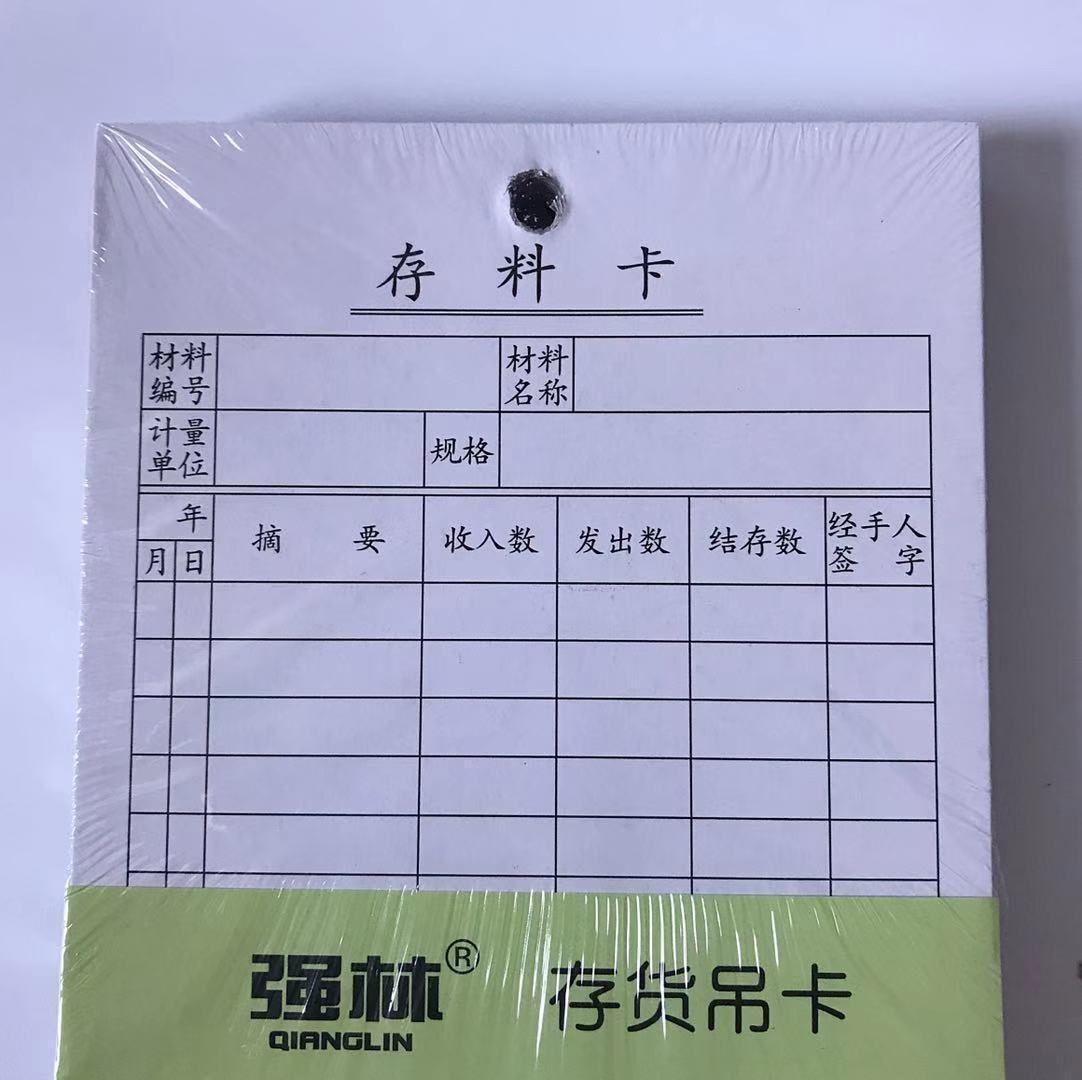 存料卡
材料编号 材料名称
计量单位 规格
年 月 日 摘要 收入数 发出数 结存数 经手人签字
强林® 存货吊卡
QIANGLIN